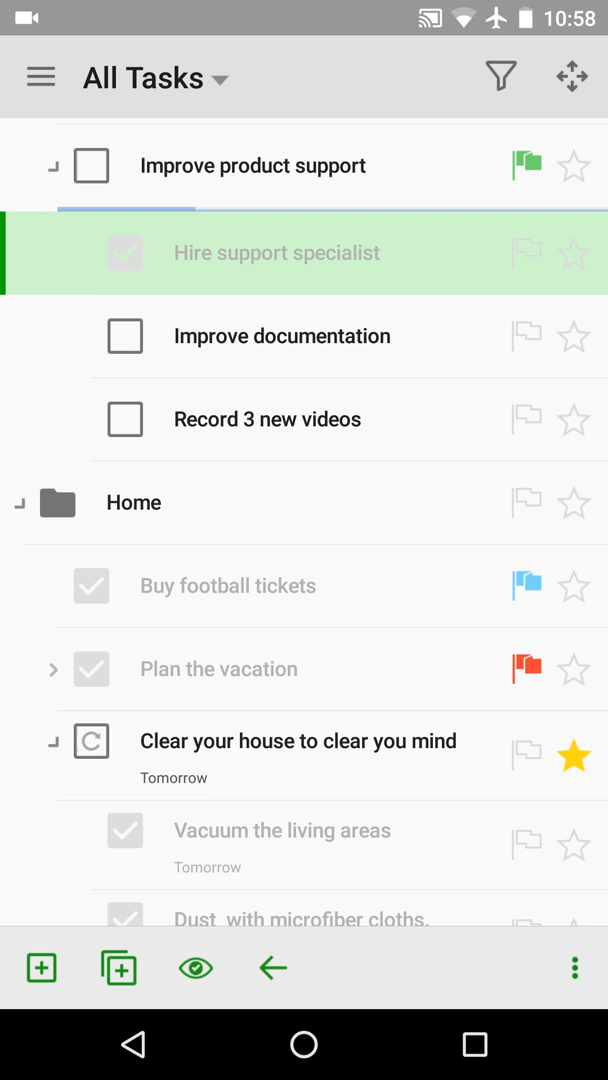 10:58
All Tasks
Improve product support
Hire support specialist
Improve documentation
Record 3 new videos
Home
Buy football tickets
Plan the vacation
Clear your house to clear you mind
Tomorrow
Vacuum the living areas
Tomorrow
Dust with microfiber cloths.